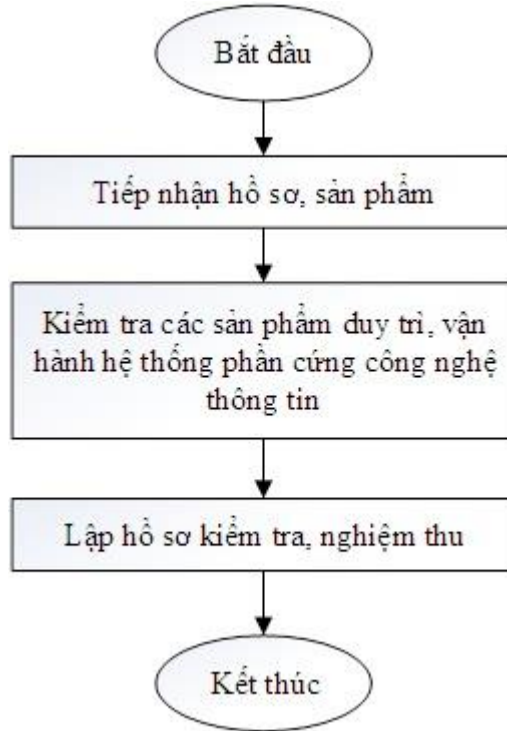 Bắt đầu
Tiếp nhận hồ sơ, sản phẩm
Kiểm tra các sản phẩm duy trì, vận
hành hệ thống phần cứng công nghệ
thông tin
Lập hồ sơ kiểm tra, nghiệm thu
Kết thúc